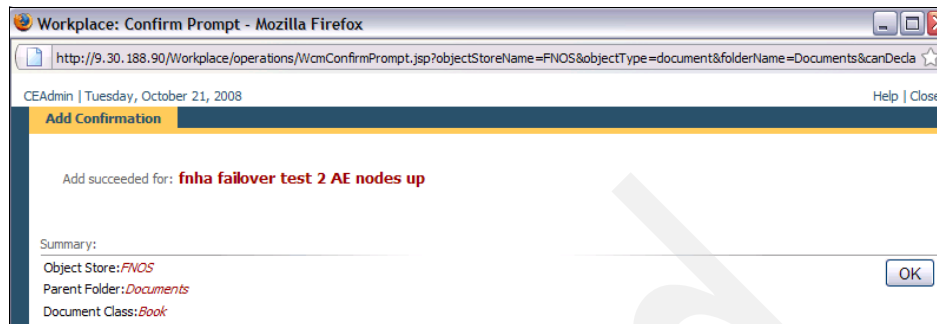 Workplace: Confirm Prompt - Mozilla Firefox
http://9.30.188.90/Workplace/operations/WcmConfirmPrompt.jsp?objectStoreName=FNOS&objectType=document&folderName=Documents&canDecla
CEAdmin | Tuesday, October 21, 2008 Help | Close
Add Confirmation
Add succeeded for: fnha failover test 2 AE nodes up
Summary:
Object Store:FNOS
OK
Parent Folder:Documents
Document Class:Book